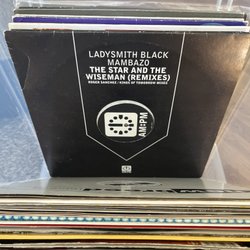 LADYSMITH BLACK
MAMBAZO
THE STAR AND THE
WISEMAN (REMIXES)
ROGER SANCHEZ / KINGS OF TOMORROW MIXES
AM:PM